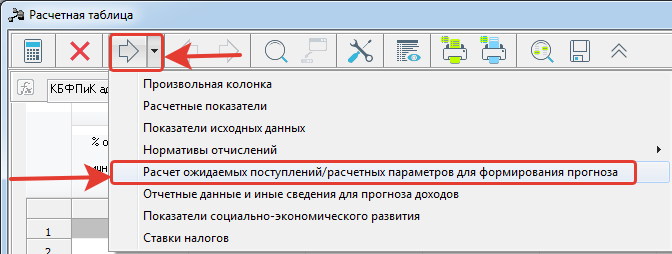 Расчетная таблица
КБФПиК ад
Произвольная колонка
Расчетные показатели
% о
Показатели исходных данных
Нормативы отчислений
Расчет ожидаемых поступлений/расчетных параметров для формирования прогноза
Отчетные данные и иные сведения для прогноза доходов
Показатели социально-экономического развития
1
Ставки налогов
2